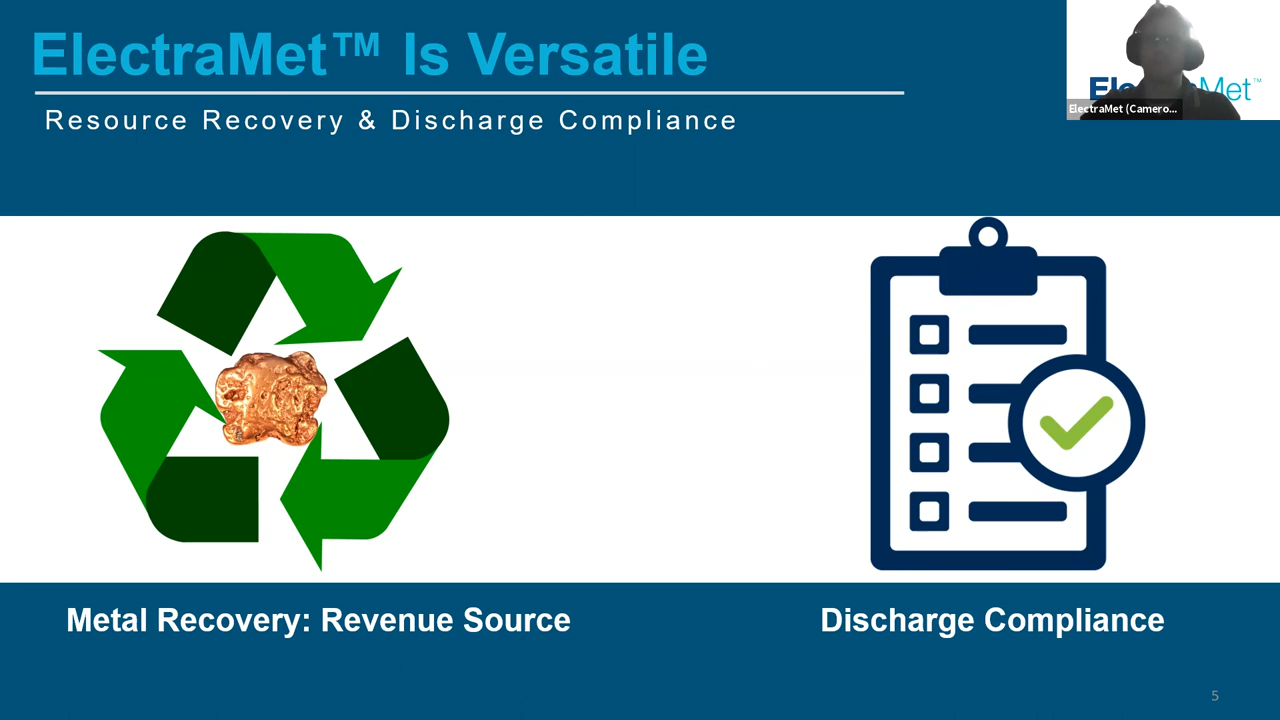 ElectraMet™ Is Versatile
Resource Recovery & Discharge Compliance
ElectraMet (Camero...
Metal Recovery: Revenue Source
Discharge Compliance
5